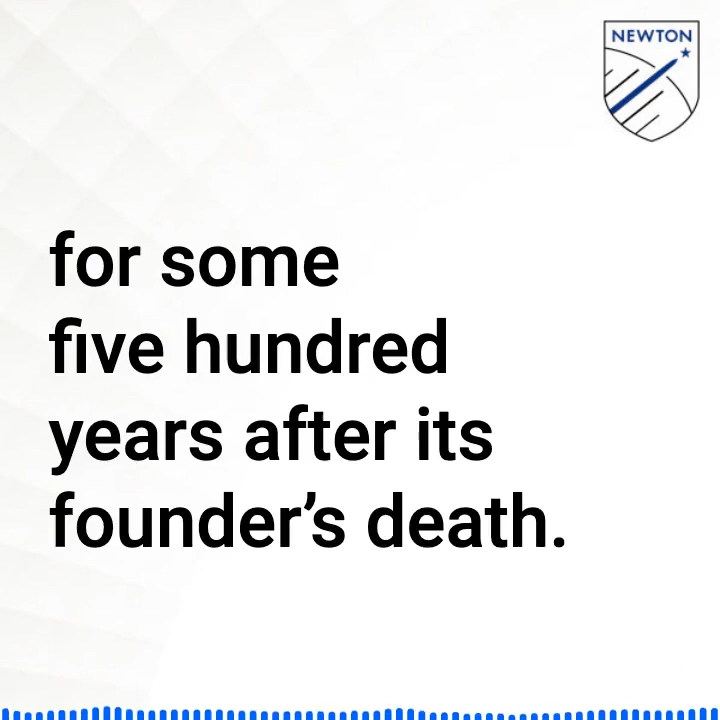 NEWTON
for some
five hundred
years after its
founder’s death.